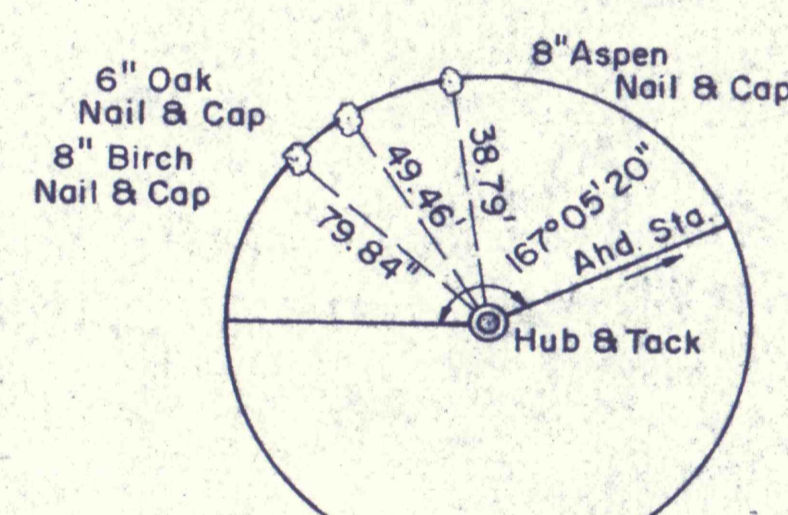 8" Aspen
Nail & Cap
6" Oak
Nail & Cap
8" Birch
Nail & Cap
38.79'
49.46'
79.84"
167°05'20"
Ahd. Sta.
Hub & Tack